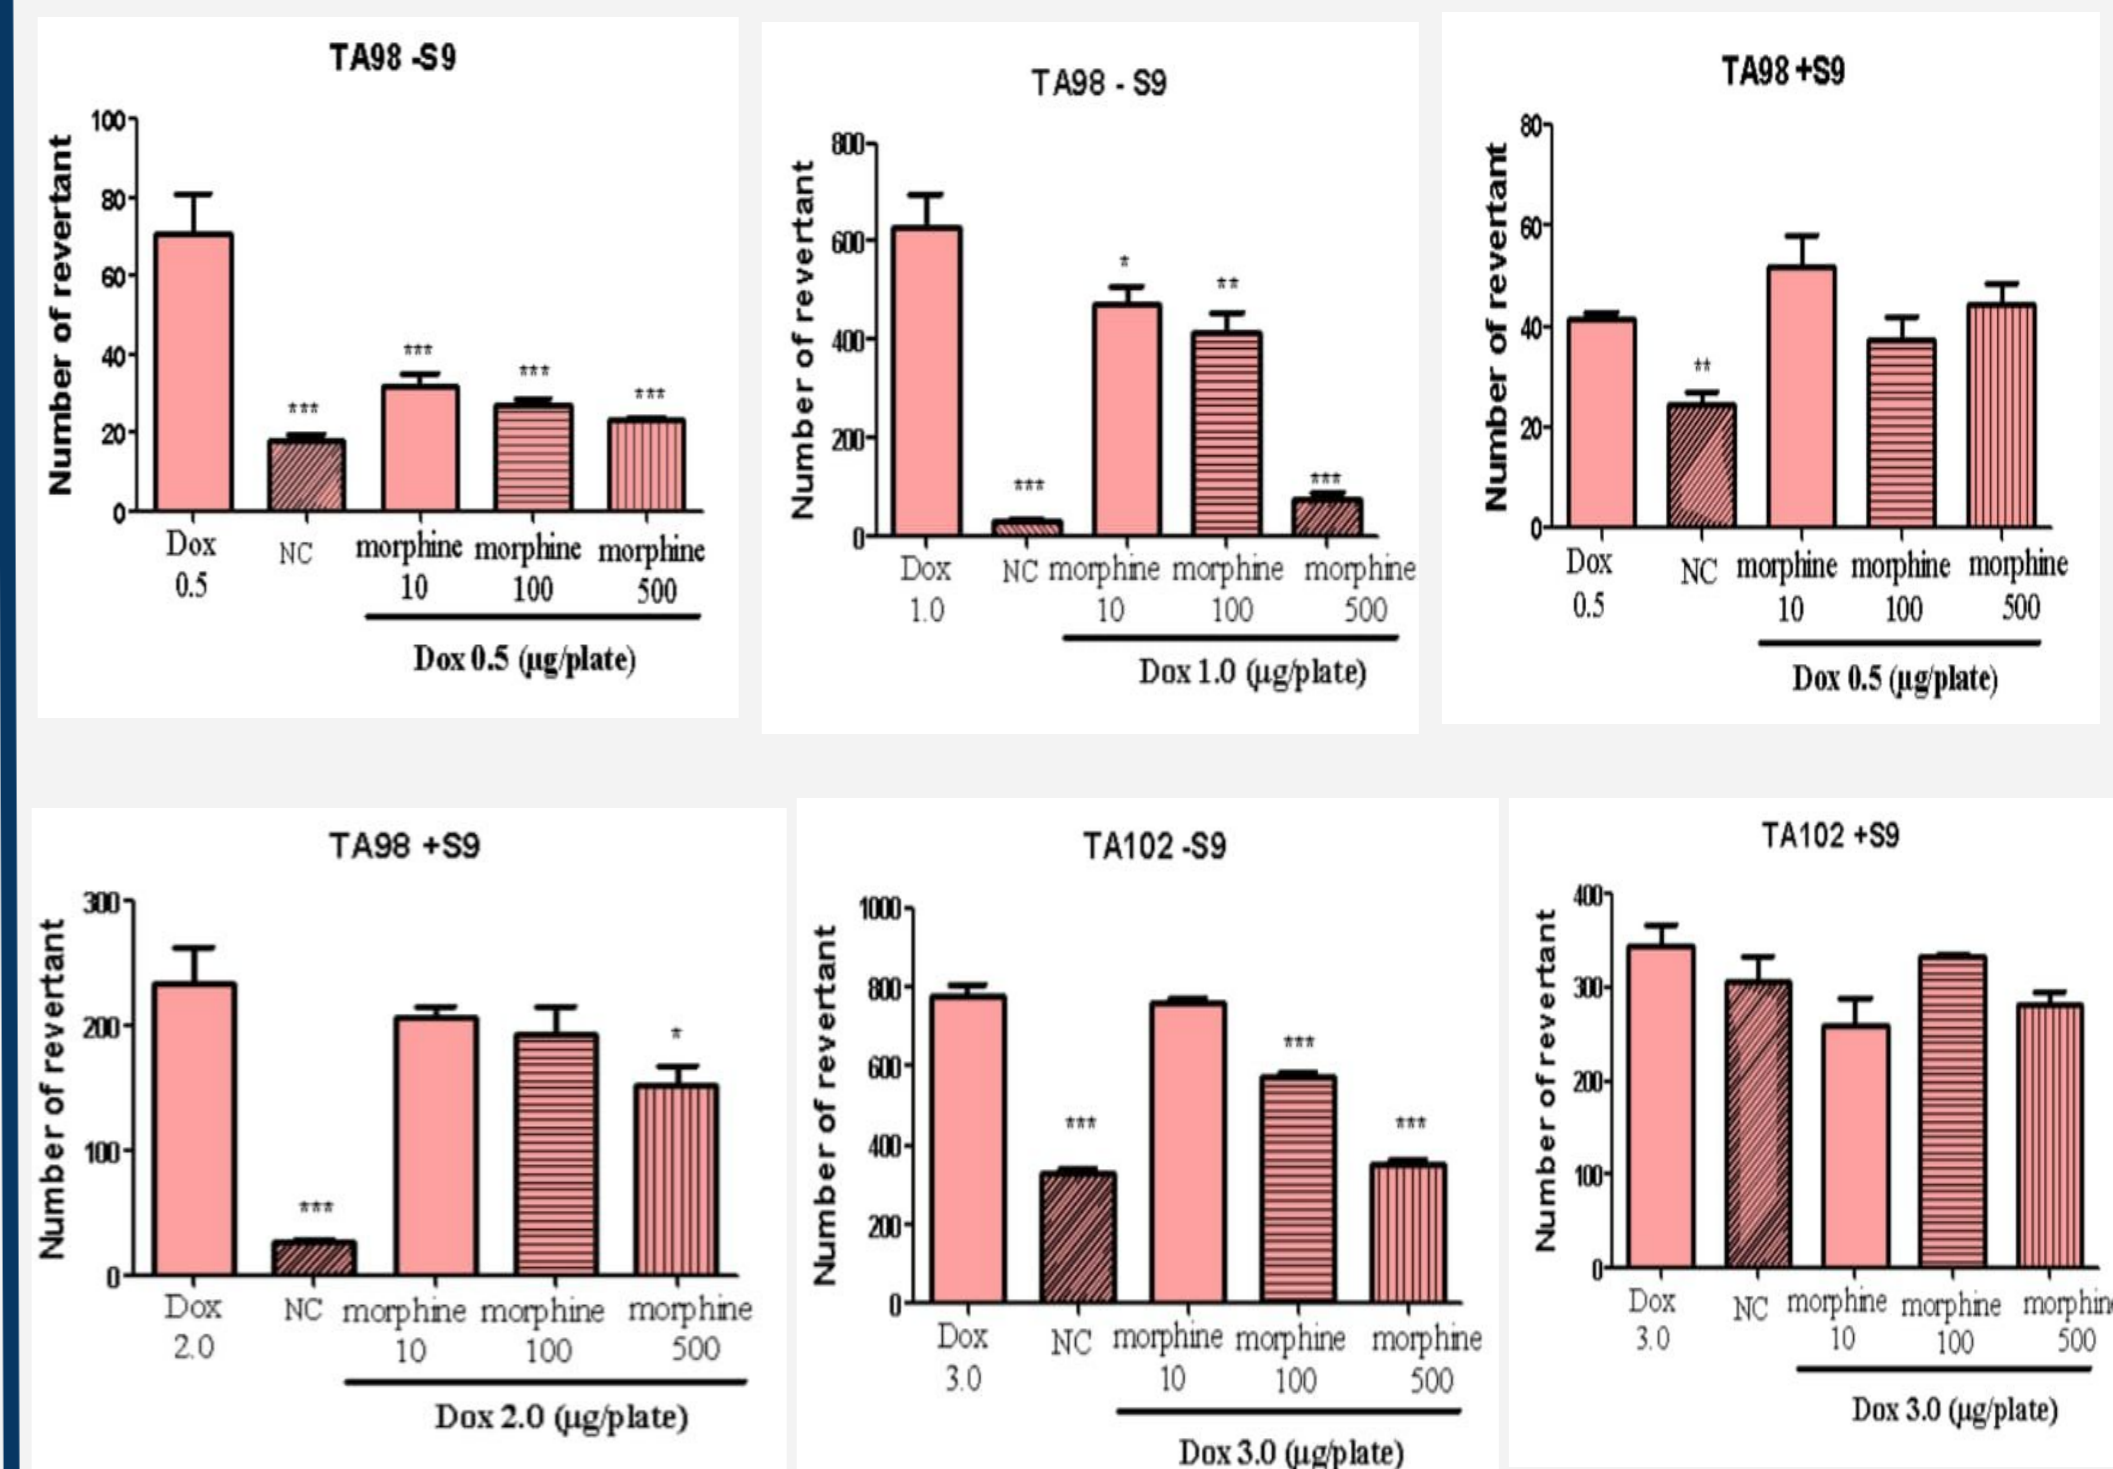 TA98 -S9
Number of revertant
100
80
60
40
20
0
***
***
***
***
Dox NC morphine morphine morphine
0.5 10 100 500
Dox 0.5 (µg/plate)
TA98 - S9
Number of revertant
800
600
400
200
0
***
*
**
***
Dox NC morphine morphine morphine
1.0 10 100 500
Dox 1.0 (µg/plate)
TA98 +S9
Number of revertant
80
60
40
20
0
**
Dox NC morphine morphine morphine
0.5 10 100 500
Dox 0.5 (µg/plate)
TA98 +S9
Number of revertant
300
200
100
0
***
*
Dox NC morphine morphine morphine
2.0 10 100 500
Dox 2.0 (µg/plate)
TA102 -S9
Number of revertant
1000
800
600
400
200
0
***
***
***
Dox NC morphine morphine morphine
3.0 10 100 500
Dox 3.0 (µg/plate)
TA102 +S9
Number of revertant
400
300
200
100
0
Dox NC morphine morphine morphin
3.0 10 100 500
Dox 3.0 (µg/plate)